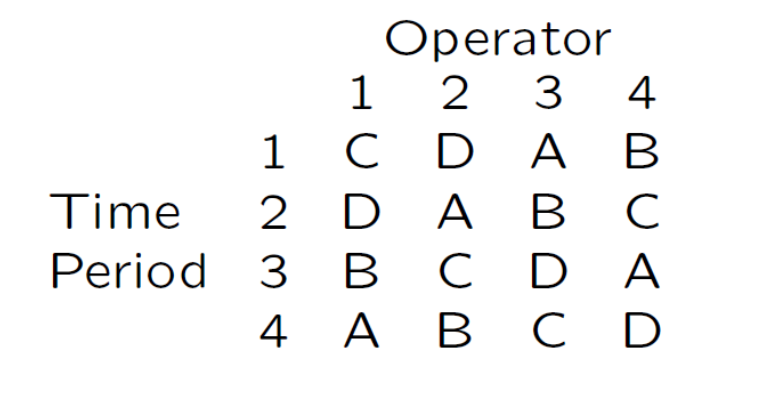 Operator
1 2 3 4
1 C D A B
Time 2 D A B C
Period 3 B C D A
4 A B C D